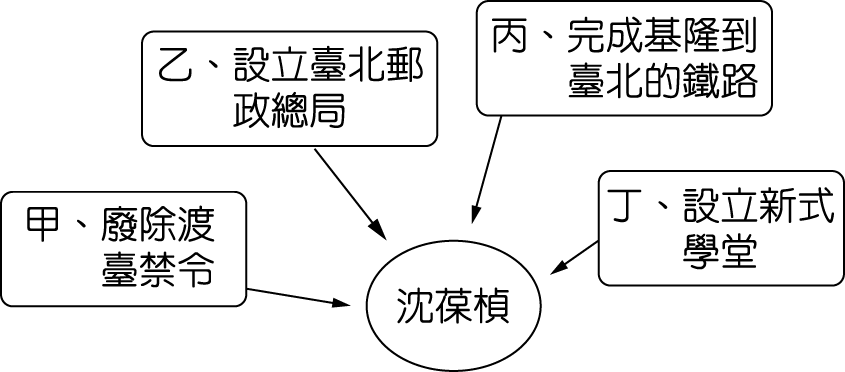 甲、廢除渡
臺禁令
乙、設立臺北郵
政總局
丙、完成基隆到
臺北的鐵路
丁、設立新式
學堂
沈葆楨